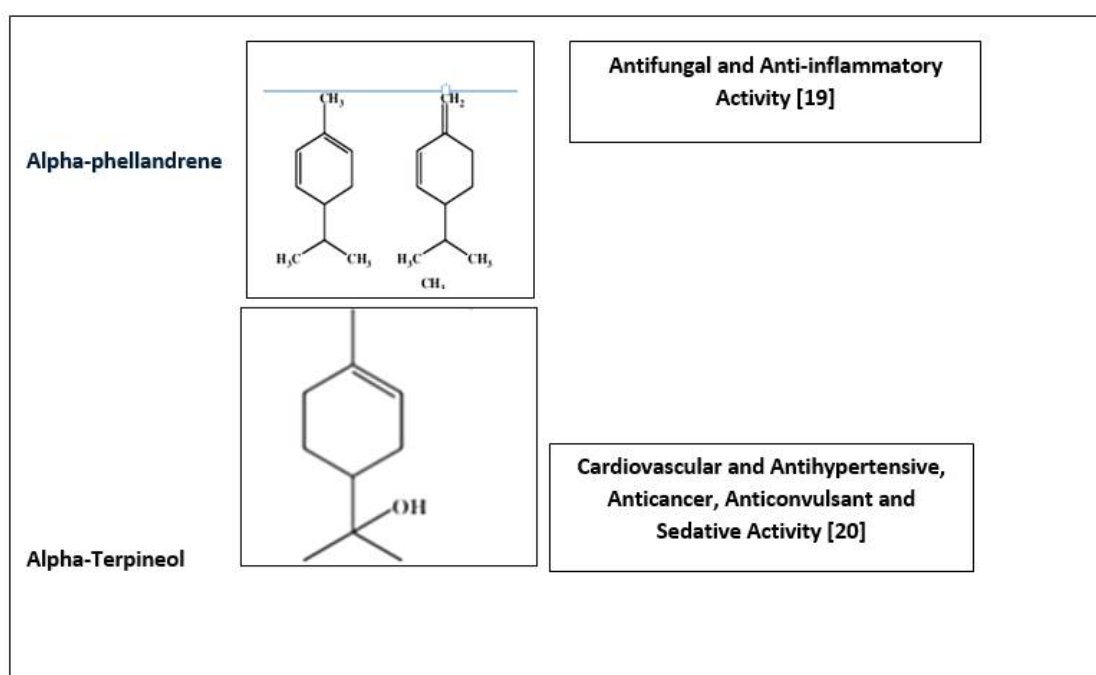 Antifungal and Anti-inflammatory
Activity [19]
CH₃ CH₂
Alpha-phellandrene
H₃C CH₃ H₃C CH₃
OH
Cardiovascular and Antihypertensive,
Anticancer, Anticonvulsant and
Sedative Activity [20]
Alpha-Terpineol